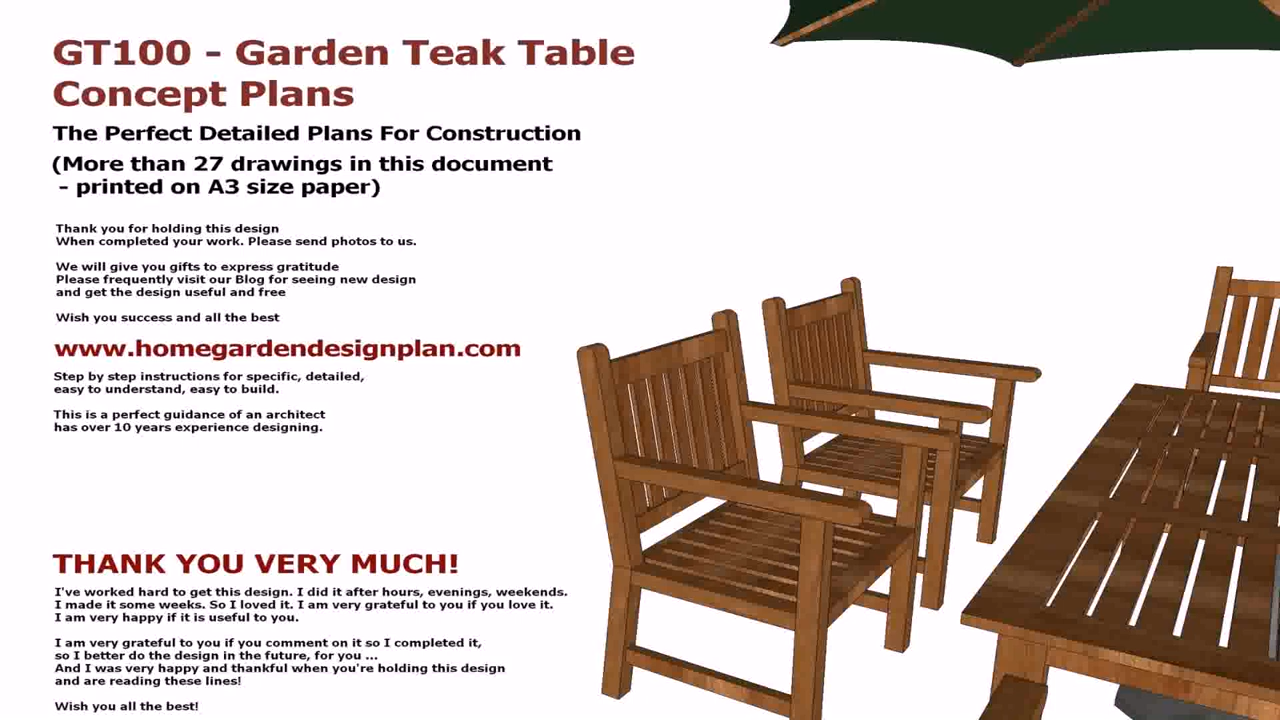 GT100 - Garden Teak Table
Concept Plans
The Perfect Detailed Plans For Construction
(More than 27 drawings in this document
- printed on A3 size paper)
Thank you for holding this design
When completed your work. Please send photos to us.
We will give you gifts to express gratitude
Please frequently visit our Blog for seeing new design
and get the design useful and free
Wish you success and all the best
www.homegardendesignplan.com
Step by step instructions for specific, detailed,
easy to understand, easy to build.
This is a perfect guidance of an architect
has over 10 years experience designing.
THANK YOU VERY MUCH!
I've worked hard to get this design. I did it after hours, evenings, weekends.
I made it some weeks. So I loved it. I am very grateful to you if you love it.
I am very happy if it is useful to you.
I am very grateful to you if you comment on it so I completed it,
so I better do the design in the future, for you ...
And I was very happy and thankful when you're holding this design
and are reading these lines!
Wish you all the best!